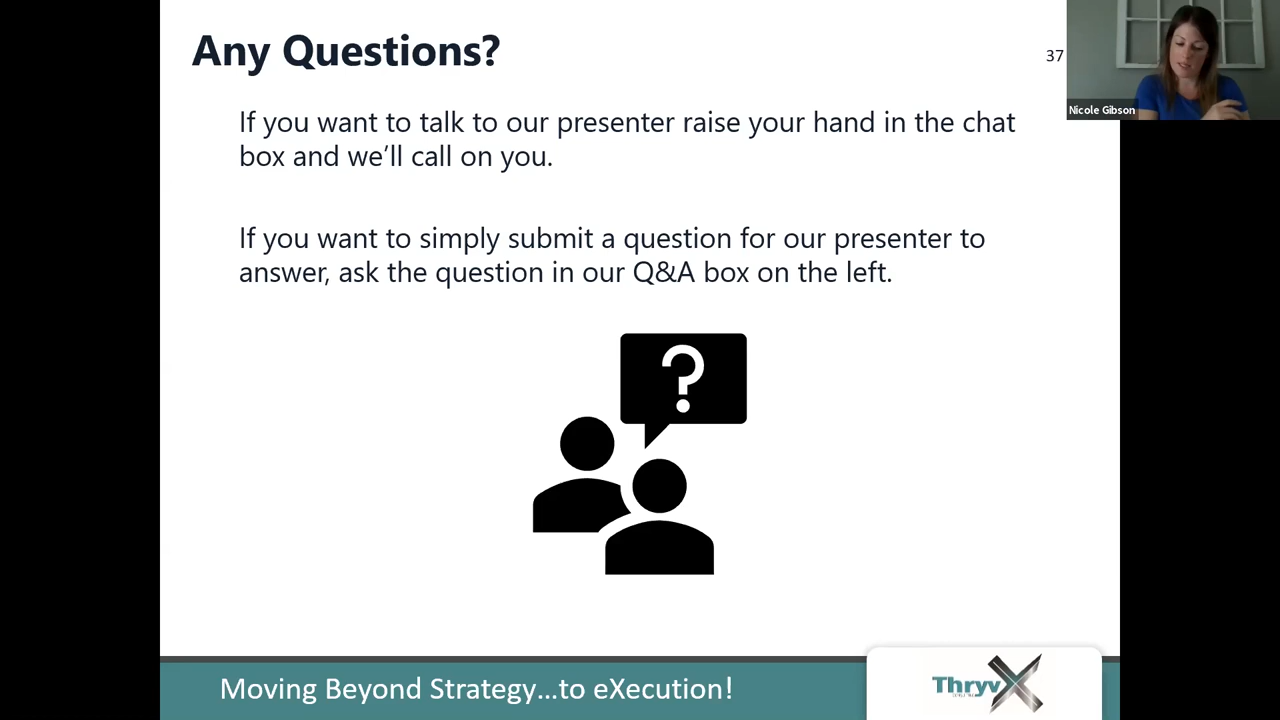 Any Questions?
37
Nicole Gibson
If you want to talk to our presenter raise your hand in the chat
box and we’ll call on you.
If you want to simply submit a question for our presenter to
answer, ask the question in our Q&A box on the left.
?
Moving Beyond Strategy…to eXecution!
ThryvX